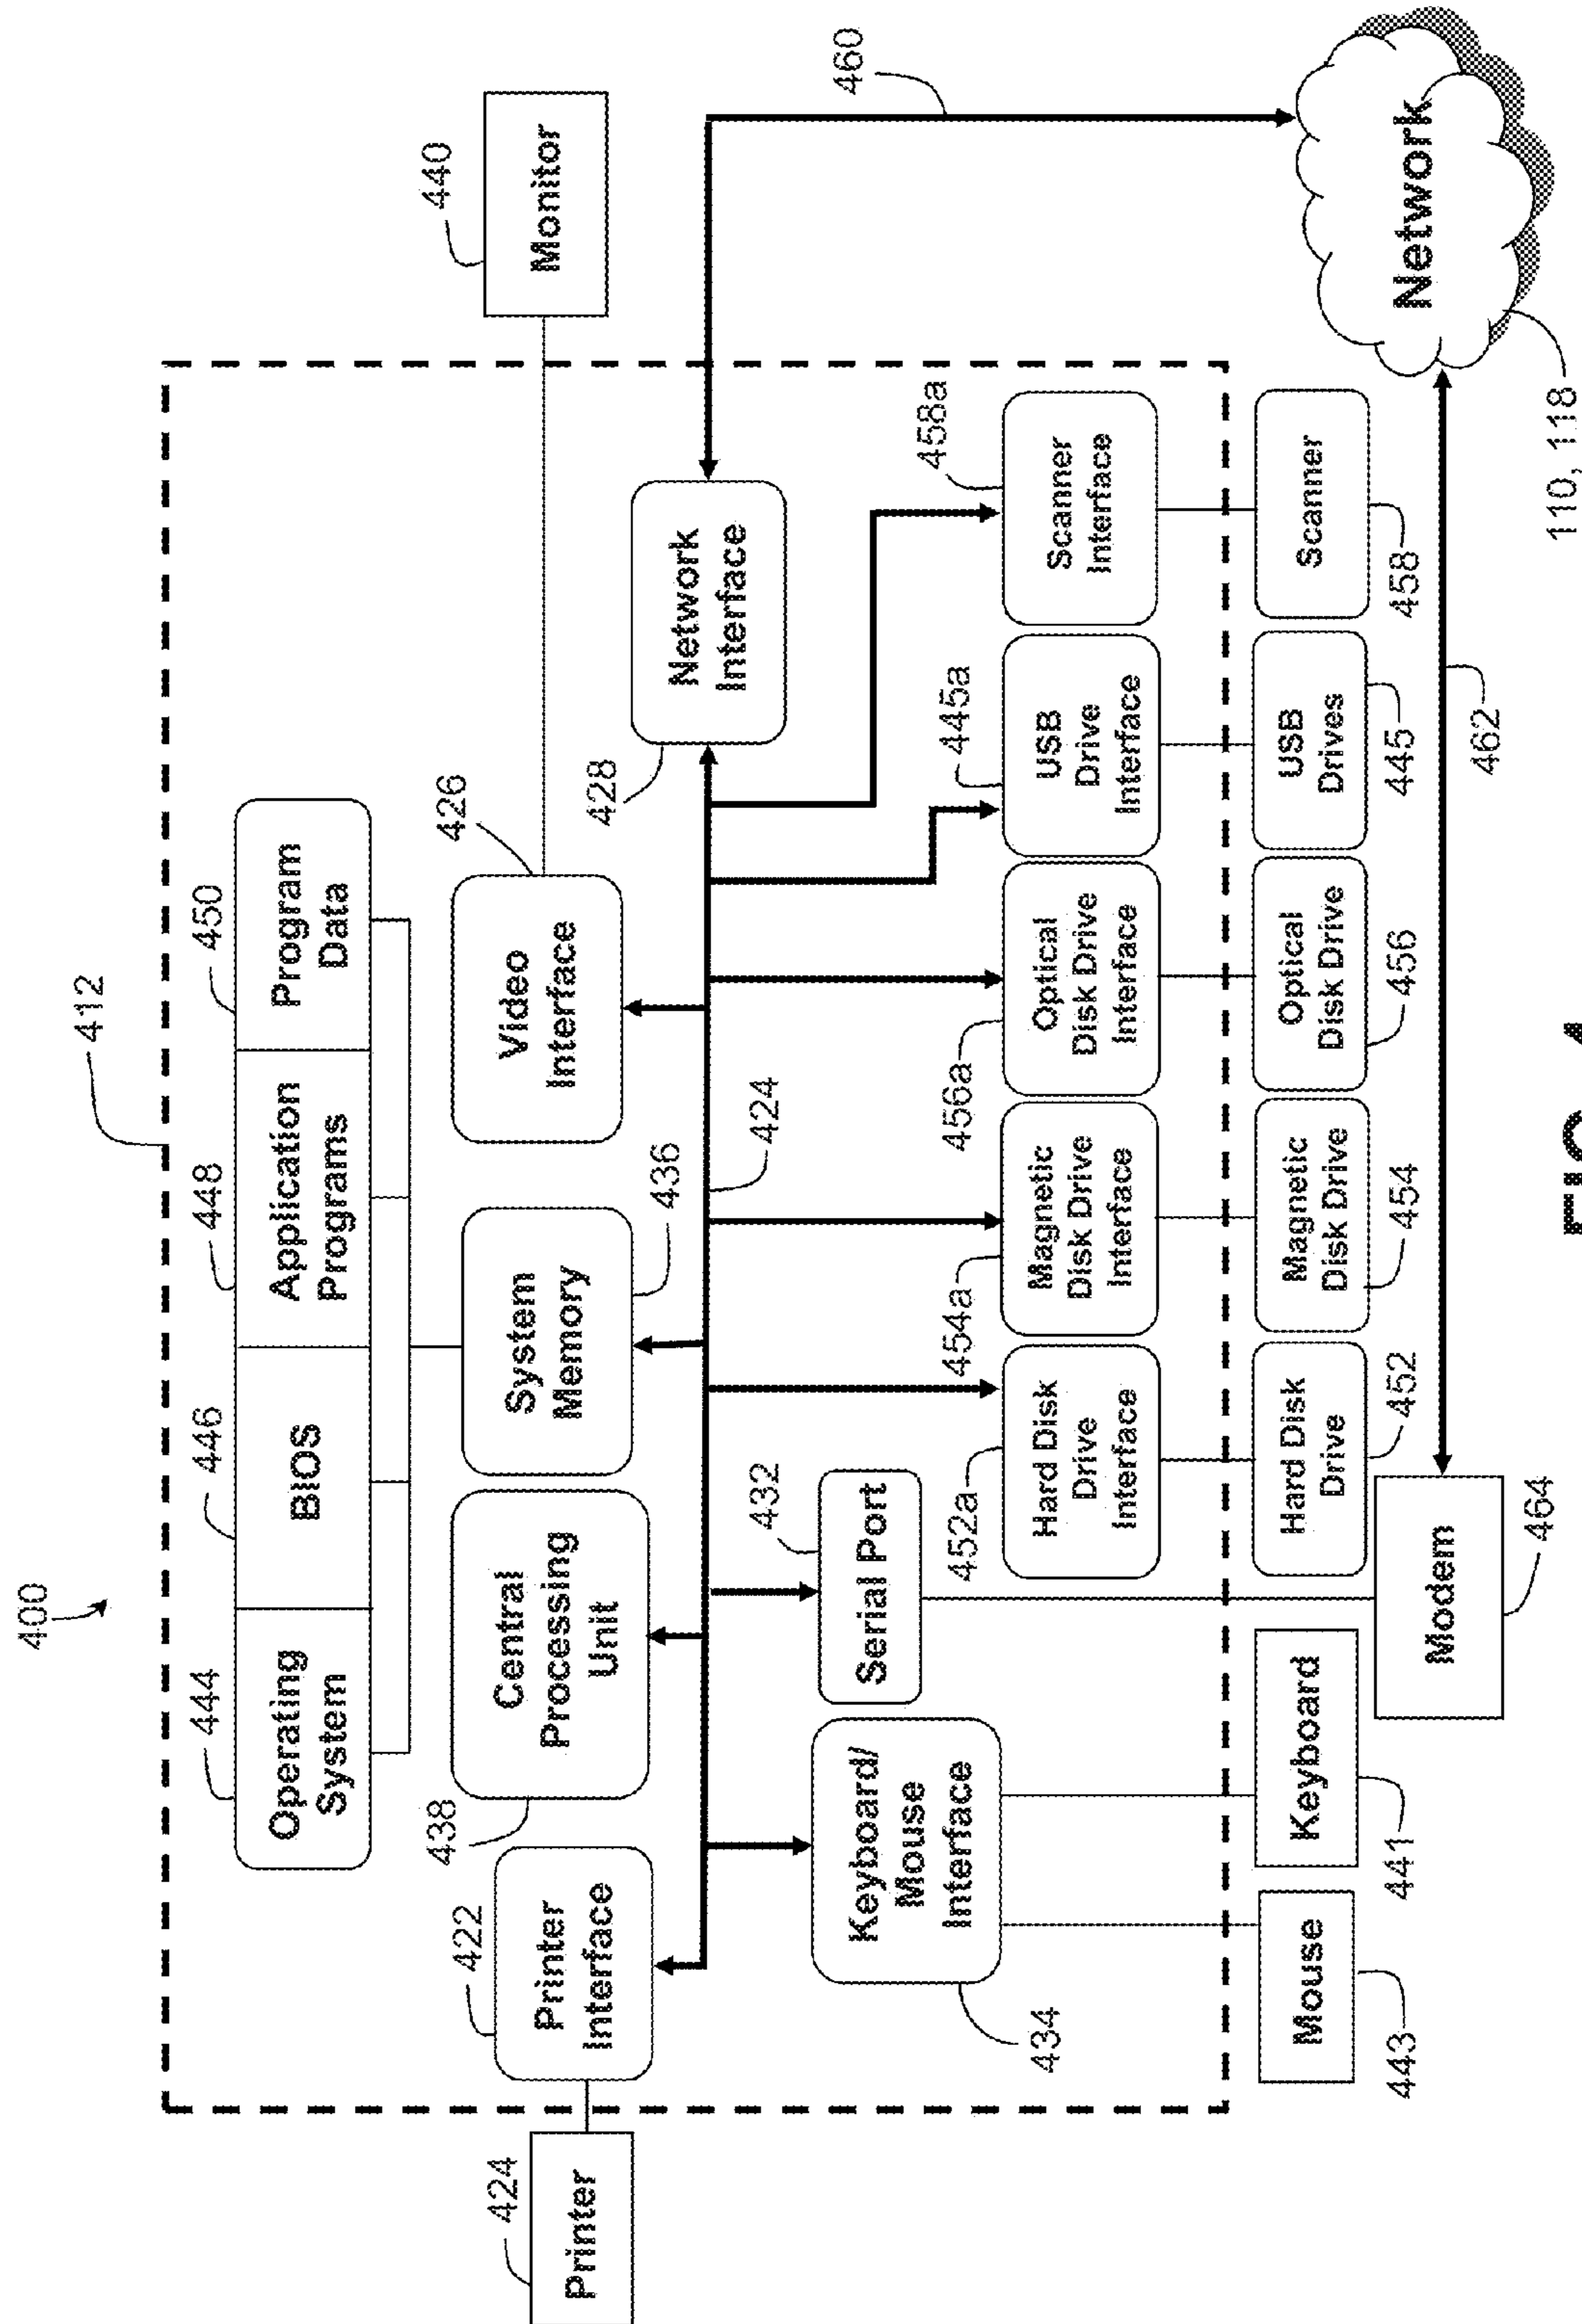 400
412
444
446
448
450
Operating
System
BIOS
Application
Programs
Program
Data
440
Monitor
424
Printer
422
Printer
Interface
438
Central
Processing
Unit
System
Memory
436
426
Video
Interface
424
428
Network
Interface
460
434
Keyboard/
Mouse
Interface
432
Serial Port
452a
Hard Disk
Drive
Interface
454a
Magnetic
Disk Drive
Interface
456a
Optical
Disk Drive
Interface
445a
USB
Drive
Interface
458a
Scanner
Interface
Mouse
443
Keyboard
441
Hard Disk
Drive
452
Magnetic
Disk Drive
454
Optical
Disk Drive
456
USB
Drives
445
Scanner
458
Modem
464
462
Network
110, 118